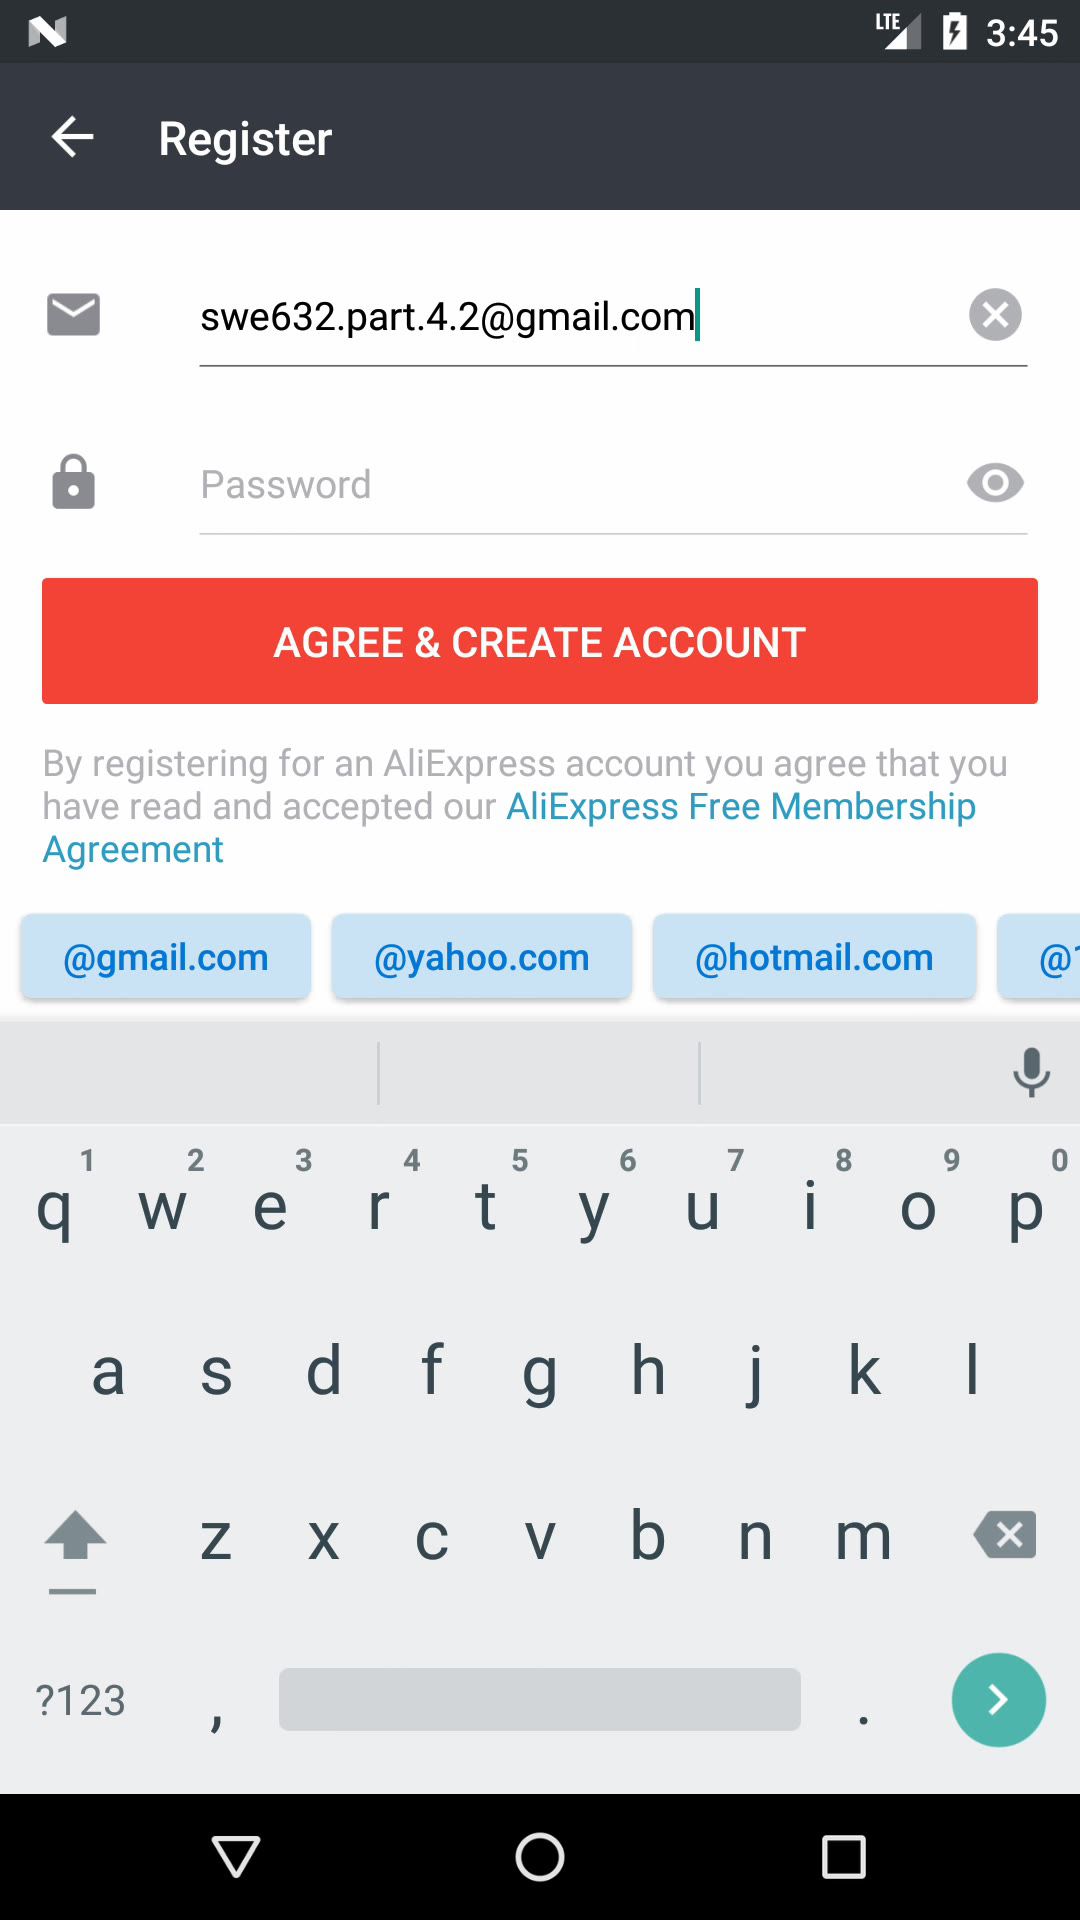 LTE 3:45
Register
swe632.part.4.2@gmail.com
Password
AGREE & CREATE ACCOUNT
By registering for an AliExpress account you agree that you
have read and accepted our AliExpress Free Membership
Agreement
@gmail.com @yahoo.com @hotmail.com
1 2 3 4 5 6 7 8 9 0
q w e r t y u i o p
a s d f g h j k l
z x c v b n m
?123 , .